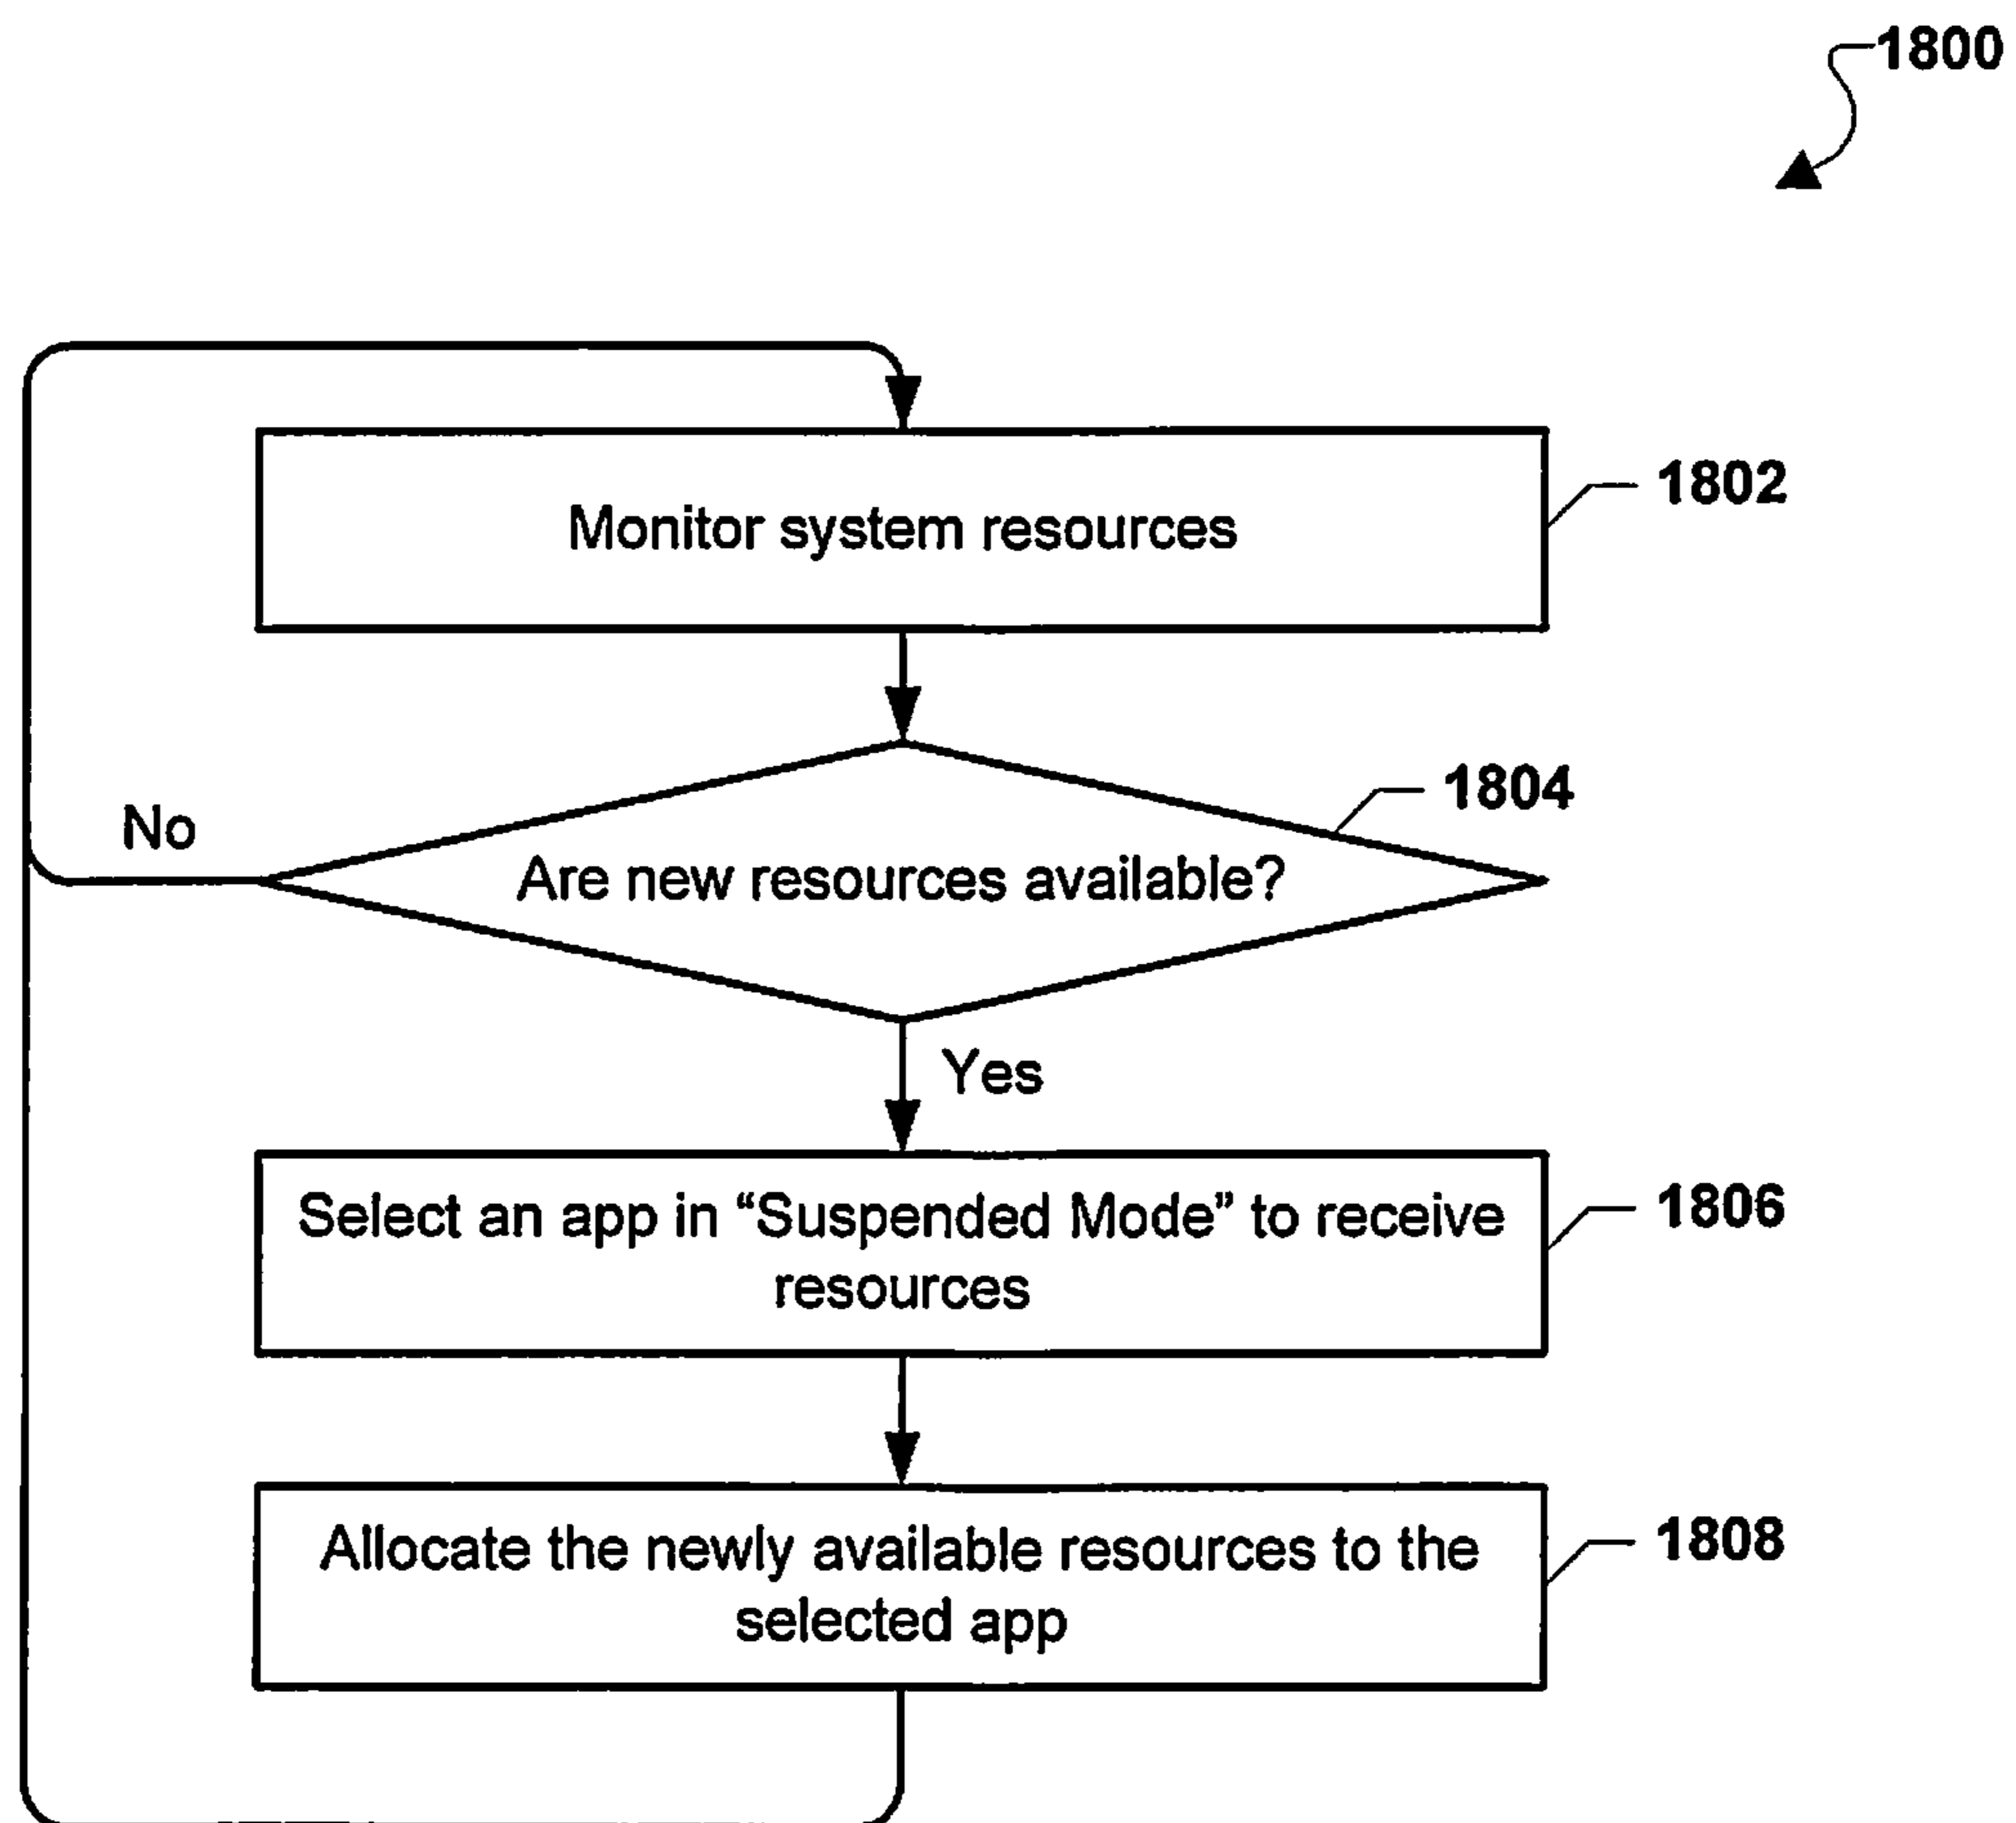 1800
Monitor system resources
1802
1804
No
Are new resources available?
Yes
Select an app in “Suspended Mode” to receive
resources
1806
Allocate the newly available resources to the
selected app
1808